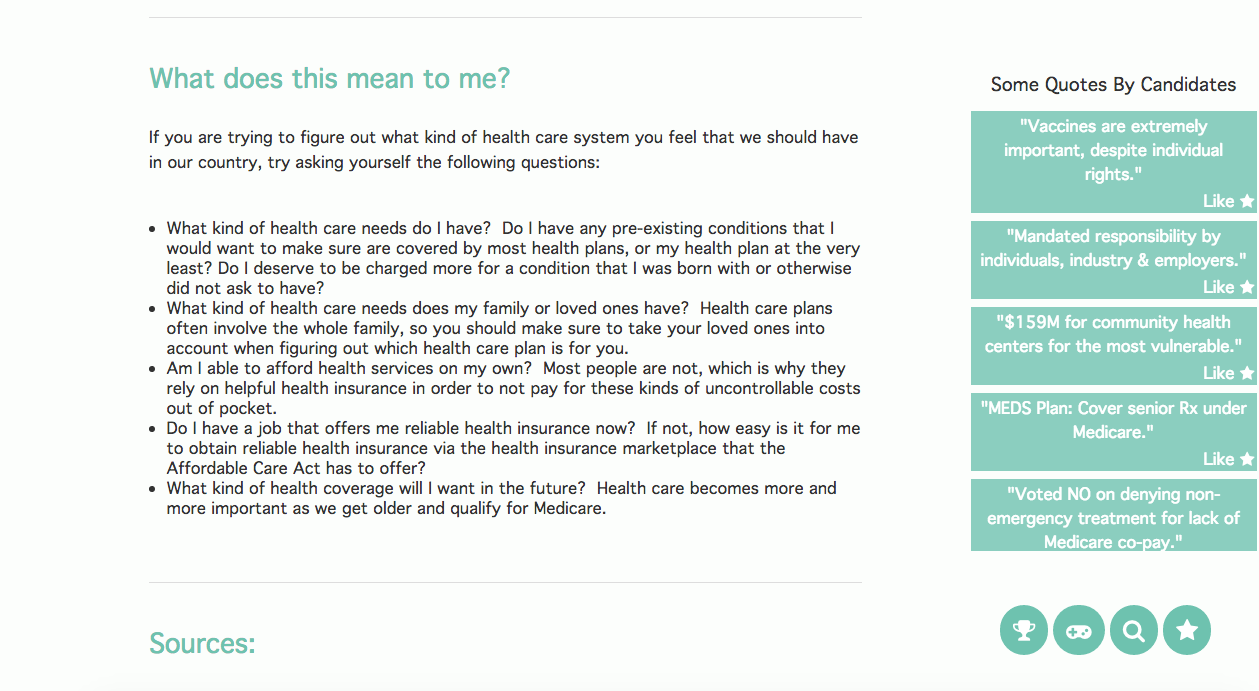 What does this mean to me?
If you are trying to figure out what kind of health care system you feel that we should have
in our country, try asking yourself the following questions:
What kind of health care needs do I have?  Do I have any pre-existing conditions that I
would want to make sure are covered by most health plans, or my health plan at the very
least? Do I deserve to be charged more for a condition that I was born with or otherwise
did not ask to have?
What kind of health care needs does my family or loved ones have?  Health care plans
often involve the whole family, so you should make sure to take your loved ones into
account when figuring out which health care plan is for you.
Am I able to afford health services on my own?  Most people are not, which is why they
rely on helpful health insurance in order to not pay for these kinds of uncontrollable costs
out of pocket.
Do I have a job that offers me reliable health insurance now?  If not, how easy is it for me
to obtain reliable health insurance via the health insurance marketplace that the
Affordable Care Act has to offer?
What kind of health coverage will I want in the future?  Health care becomes more and
more important as we get older and qualify for Medicare.
Sources:
Some Quotes By Candidates
"Vaccines are extremely
important, despite individual
rights."
Like
"Mandated responsibility by
individuals, industry & employers."
Like
"$159M for community health
centers for the most vulnerable."
Like
"MEDS Plan: Cover senior Rx under
Medicare."
Like
"Voted NO on denying non-
emergency treatment for lack of
Medicare co-pay."